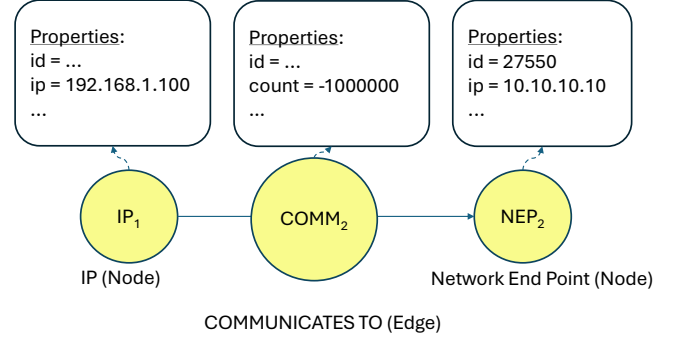 Properties:
id = ...
ip = 192.168.1.100
...
Properties:
id = ...
count = -1000000
...
Properties:
id = 27550
ip = 10.10.10.10
...
IP₁
COMM₂
NEP₂
IP (Node)
Network End Point (Node)
COMMUNICATES TO (Edge)